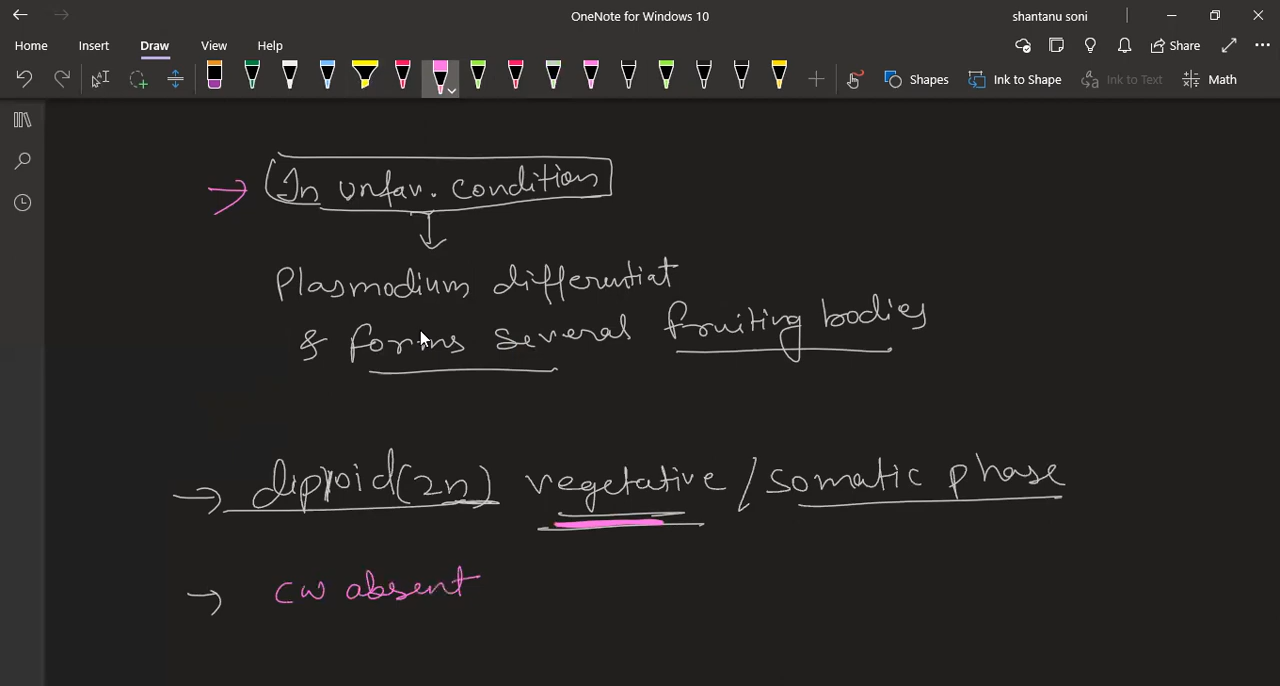 OneNote for Windows 10
shantanu soni
Home Insert Draw View Help
Share
Shapes Ink to Shape Ink to Text Math
In unfav. condition
Plasmodium differentiat
& forms several fruiting bodies
diploid (2n) vegetative / somatic phase
cw absent